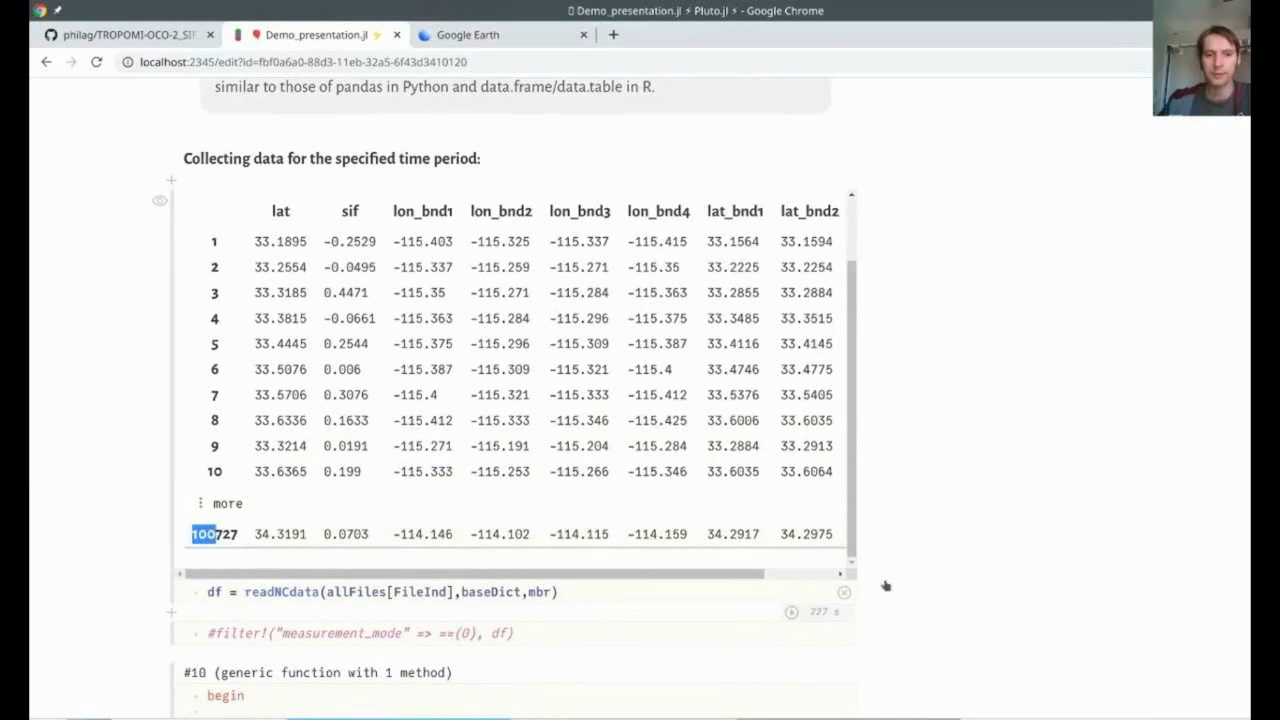 Demo_presentation.jl ⚡ Pluto.jl ⚡ - Google Chrome
philag/TROPOMI-OCO-2_SIF
Demo_presentation.jl ⚡
Google Earth
localhost:2345/edit?id=fbf0a6a0-88d3-11eb-32a5-6f43d3410120
similar to those of pandas in Python and data.frame/data.table in R.
Collecting data for the specified time period:
lat sif lon_bnd1 lon_bnd2 lon_bnd3 lon_bnd4 lat_bnd1 lat_bnd2
1 33.1895 -0.2529 -115.403 -115.325 -115.337 -115.415 33.1564 33.1594
2 33.2554 -0.0495 -115.337 -115.259 -115.271 -115.35 33.2225 33.2254
3 33.3185 0.4471 -115.35 -115.271 -115.284 -115.363 33.2855 33.2884
4 33.3815 -0.0661 -115.363 -115.284 -115.296 -115.375 33.3485 33.3515
5 33.4445 0.2544 -115.375 -115.296 -115.309 -115.387 33.4116 33.4145
6 33.5076 0.006 -115.387 -115.309 -115.321 -115.4 33.4746 33.4775
7 33.5706 0.3076 -115.4 -115.321 -115.333 -115.412 33.5376 33.5405
8 33.6336 0.1633 -115.412 -115.333 -115.346 -115.425 33.6006 33.6035
9 33.3214 0.0191 -115.271 -115.191 -115.204 -115.284 33.2884 33.2913
10 33.6365 0.199 -115.333 -115.253 -115.266 -115.346 33.6035 33.6064
⋮ more
100727 34.3191 0.0703 -114.146 -114.102 -114.115 -114.159 34.2917 34.2975
df = readNCdata(allFiles[FileInd],baseDict,mbr)
227 s
#filter!("measurement_mode" => ==(0), df)
#10 (generic function with 1 method)
begin